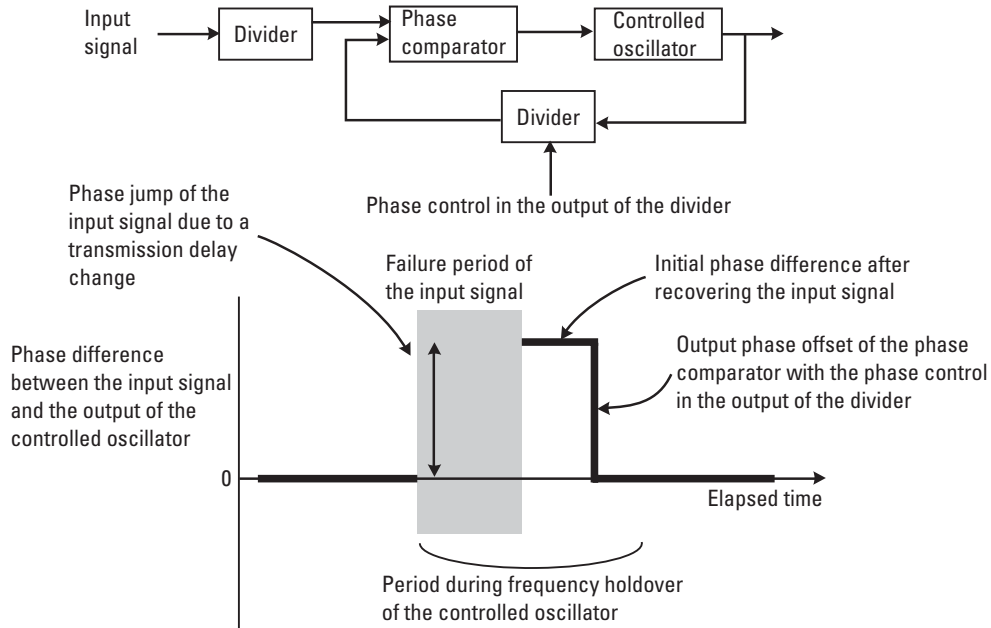 Input
signal
Divider
Phase
comparator
Controlled
oscillator
Divider
Phase control in the output of the divider
Phase jump of the
input signal due to a
transmission delay
change
Failure period of
the input signal
Initial phase difference after
recovering the input signal
Phase difference
between the input signal
and the output of the
controlled oscillator
Output phase offset of the phase
comparator with the phase control
in the output of the divider
0
Elapsed time
Period during frequency holdover
of the controlled oscillator